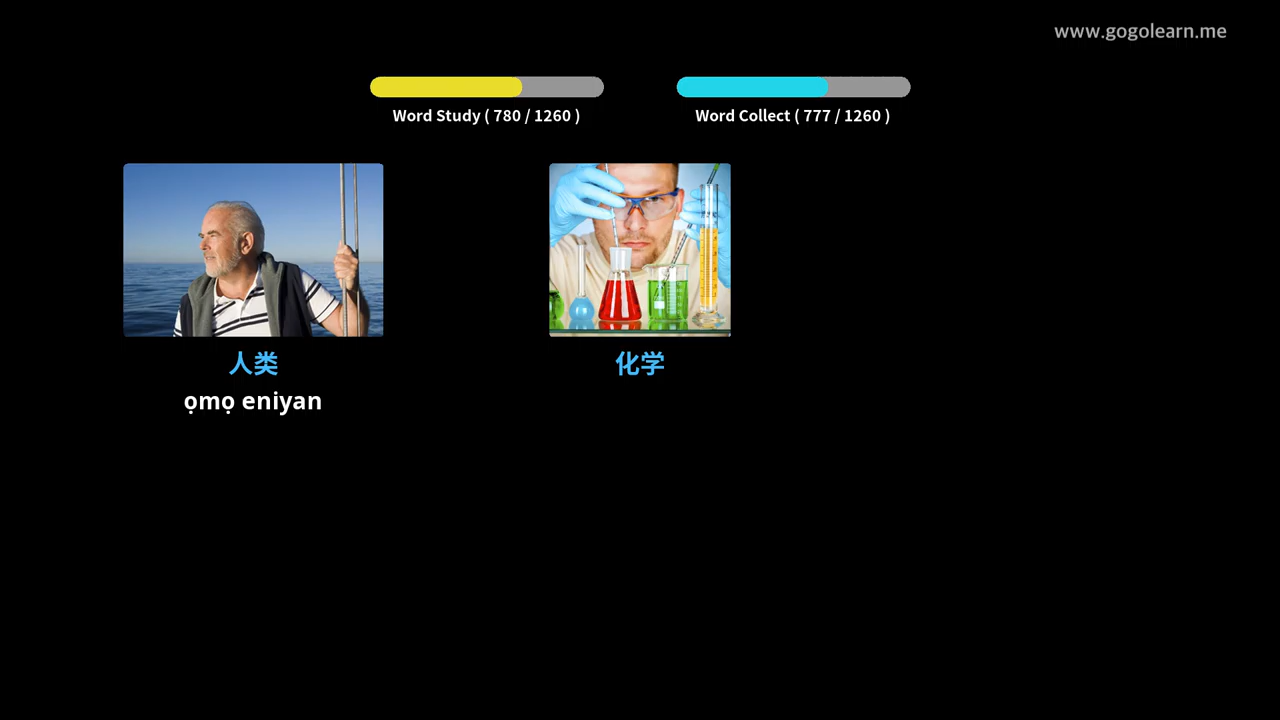 www.gogolearn.me
Word Study ( 780 / 1260 )
Word Collect ( 777 / 1260 )
人类
化学
ọmọ eniyan